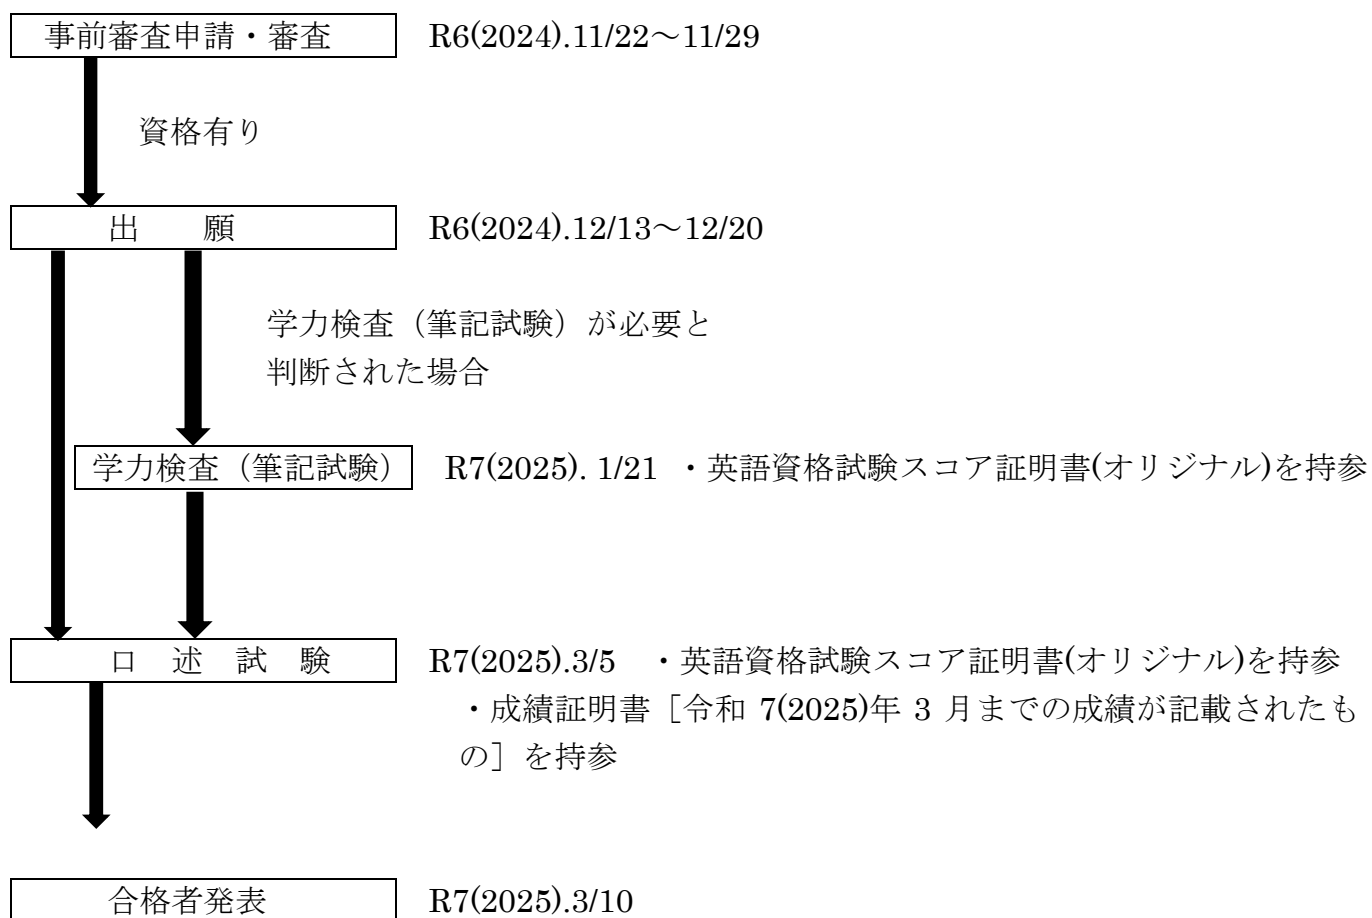 事前審査申請・審査 R6(2024).11/22～11/29
資格有り
出 願 R6(2024).12/13～12/20
学力検査（筆記試験）が必要と
判断された場合
学力検査（筆記試験） R7(2025). 1/21 ・英語資格試験スコア証明書(オリジナル)を持参
口 述 試 験 R7(2025).3/5 ・英語資格試験スコア証明書(オリジナル)を持参
・成績証明書［令和 7(2025)年 3 月までの成績が記載されたも
の］を持参
合格者発表 R7(2025).3/10